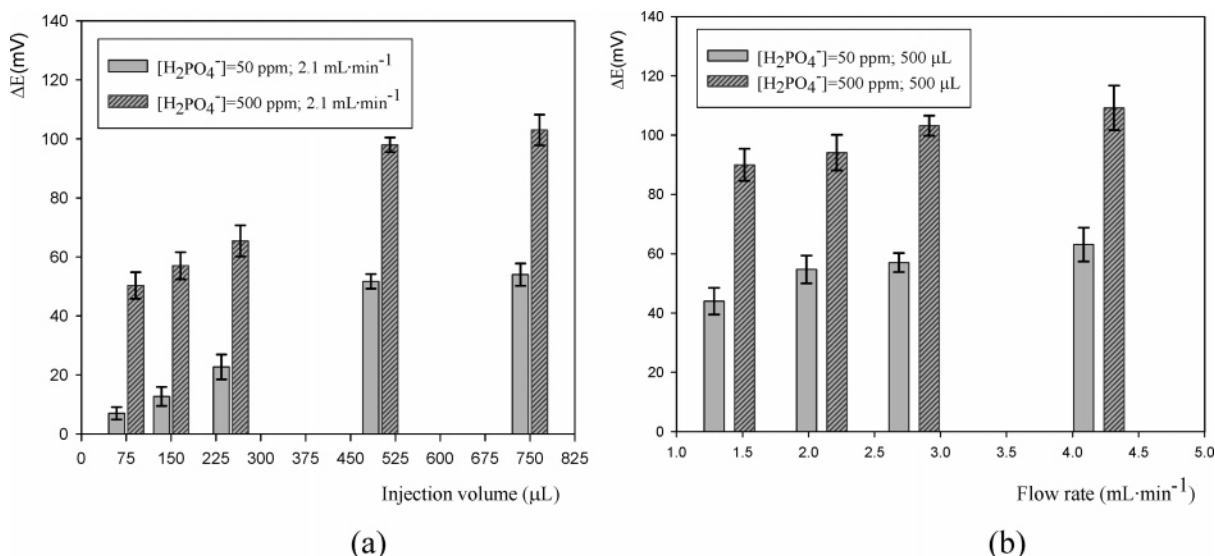 140
120
100
80
60
40
20
0
ΔE(mV)
[H₂PO₄⁻]=50 ppm; 2.1 mL·min⁻¹
[H₂PO₄⁻]=500 ppm; 2.1 mL·min⁻¹
0 75 150 225 300 375 450 525 600 675 750 825
Injection volume (μL)
(a)
140
120
100
80
60
40
20
0
ΔE(mV)
[H₂PO₄⁻]=50 ppm; 500 μL
[H₂PO₄⁻]=500 ppm; 500 μL
1.0 1.5 2.0 2.5 3.0 3.5 4.0 4.5 5.0
Flow rate (mL·min⁻¹)
(b)